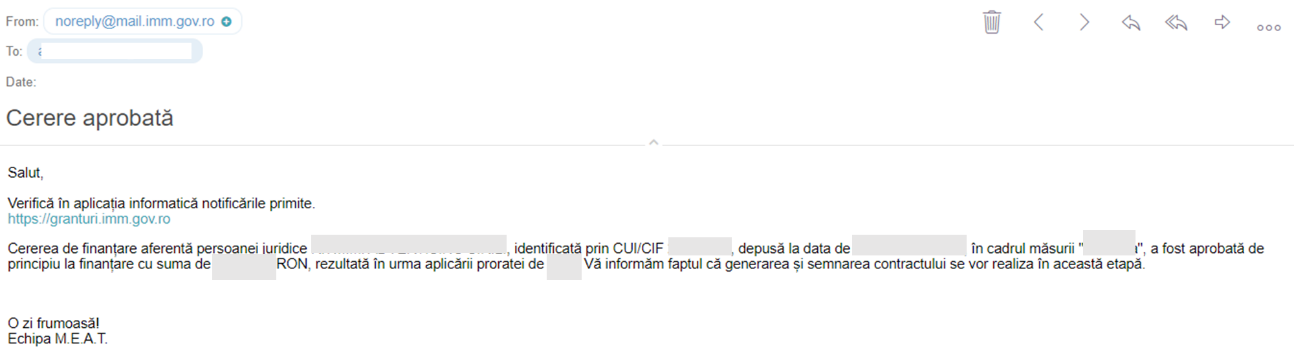 From: noreply@mail.imm.gov.ro
To:
Date:
Cerere aprobată
Salut,
Verifică în aplicația informatică notificările primite.
https://granturi.imm.gov.ro
Cererea de finanțare aferentă persoanei juridice , identificată prin CUI/CIF , depusă la data de , în cadrul măsurii " ", a fost aprobată de
principiu la finanțare cu suma de RON, rezultată în urma aplicării proratei de Vă informăm faptul că generarea și semnarea contractului se vor realiza în această etapă.
O zi frumoasă!
Echipa M.E.A.T.